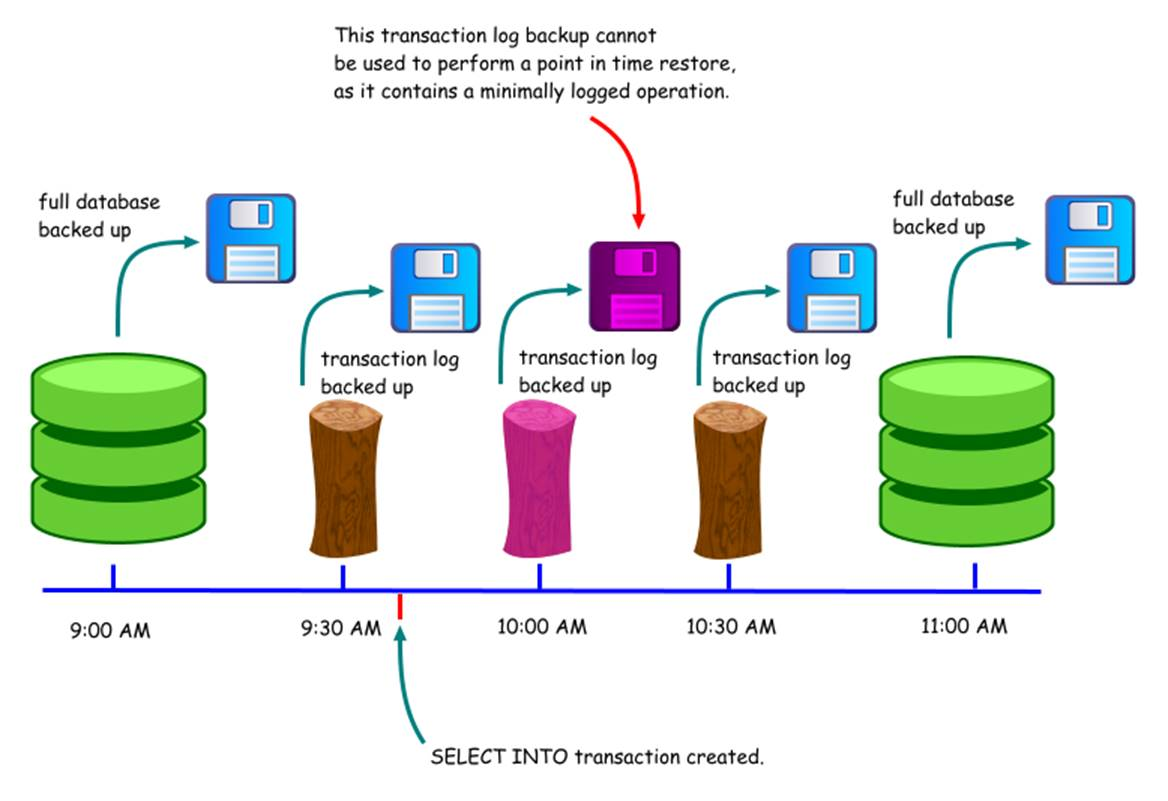 This transaction log backup cannot
be used to perform a point in time restore,
as it contains a minimally logged operation.
full database
backed up
full database
backed up
transaction log
backed up
transaction log
backed up
transaction log
backed up
9:00 AM
9:30 AM
10:00 AM
10:30 AM
11:00 AM
SELECT INTO transaction created.